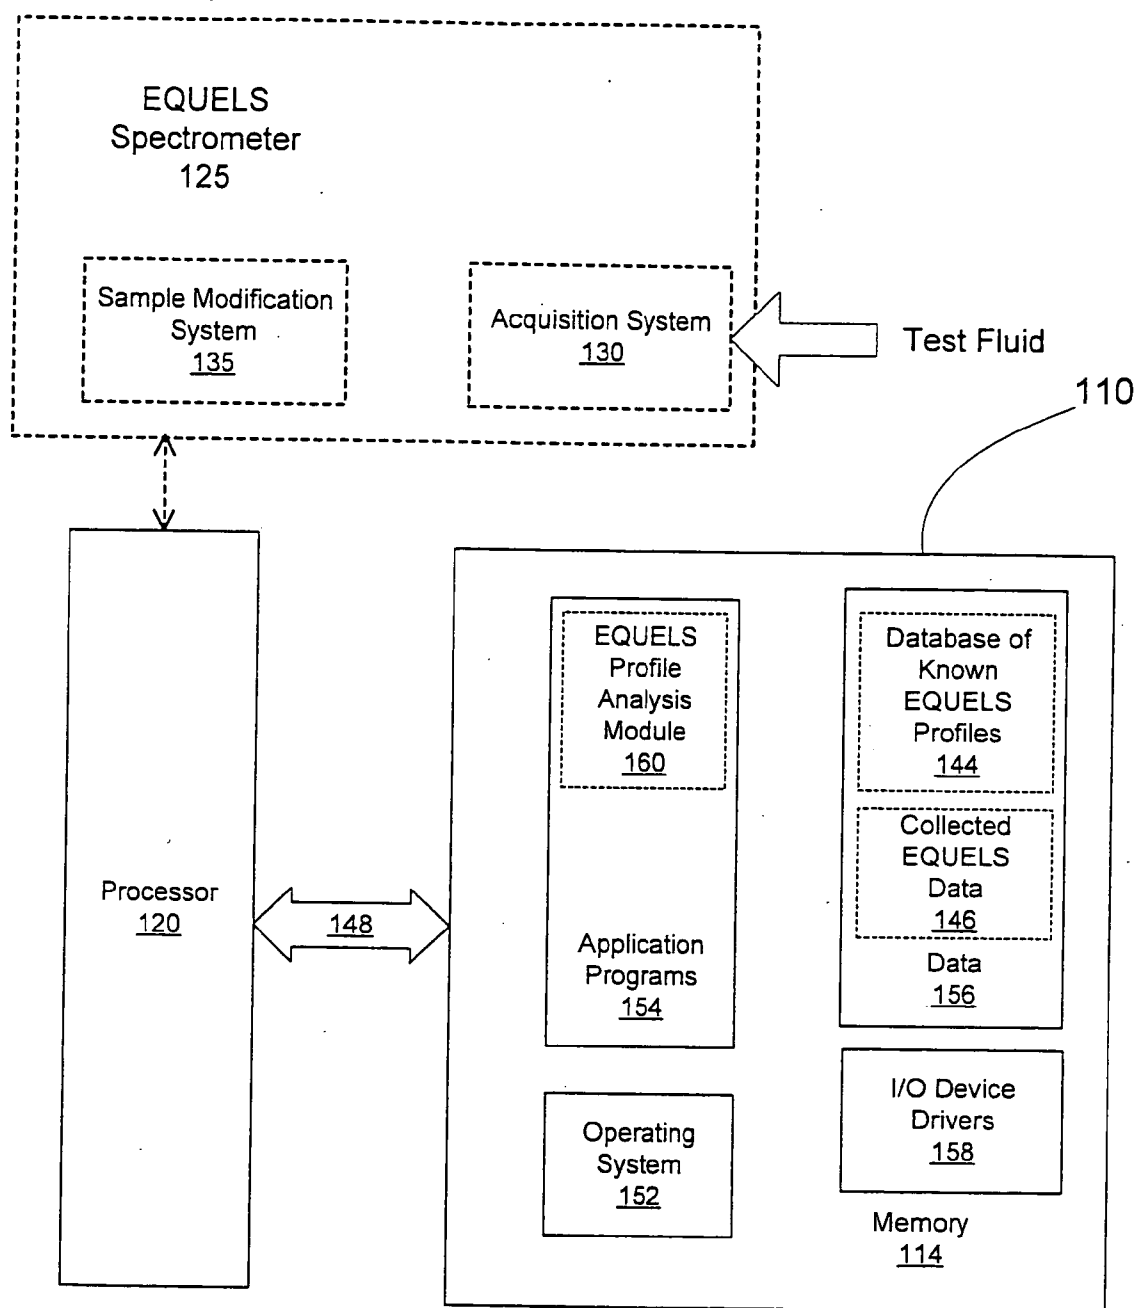 EQUELS
Spectrometer
125
Sample Modification
System
135
Acquisition System
130
Test Fluid
110
Processor
120
148
EQUELS
Profile
Analysis
Module
160
Application
Programs
154
Database of
Known
EQUELS
Profiles
144
Collected
EQUELS
Data
146
Data
156
Operating
System
152
I/O Device
Drivers
158
Memory
114